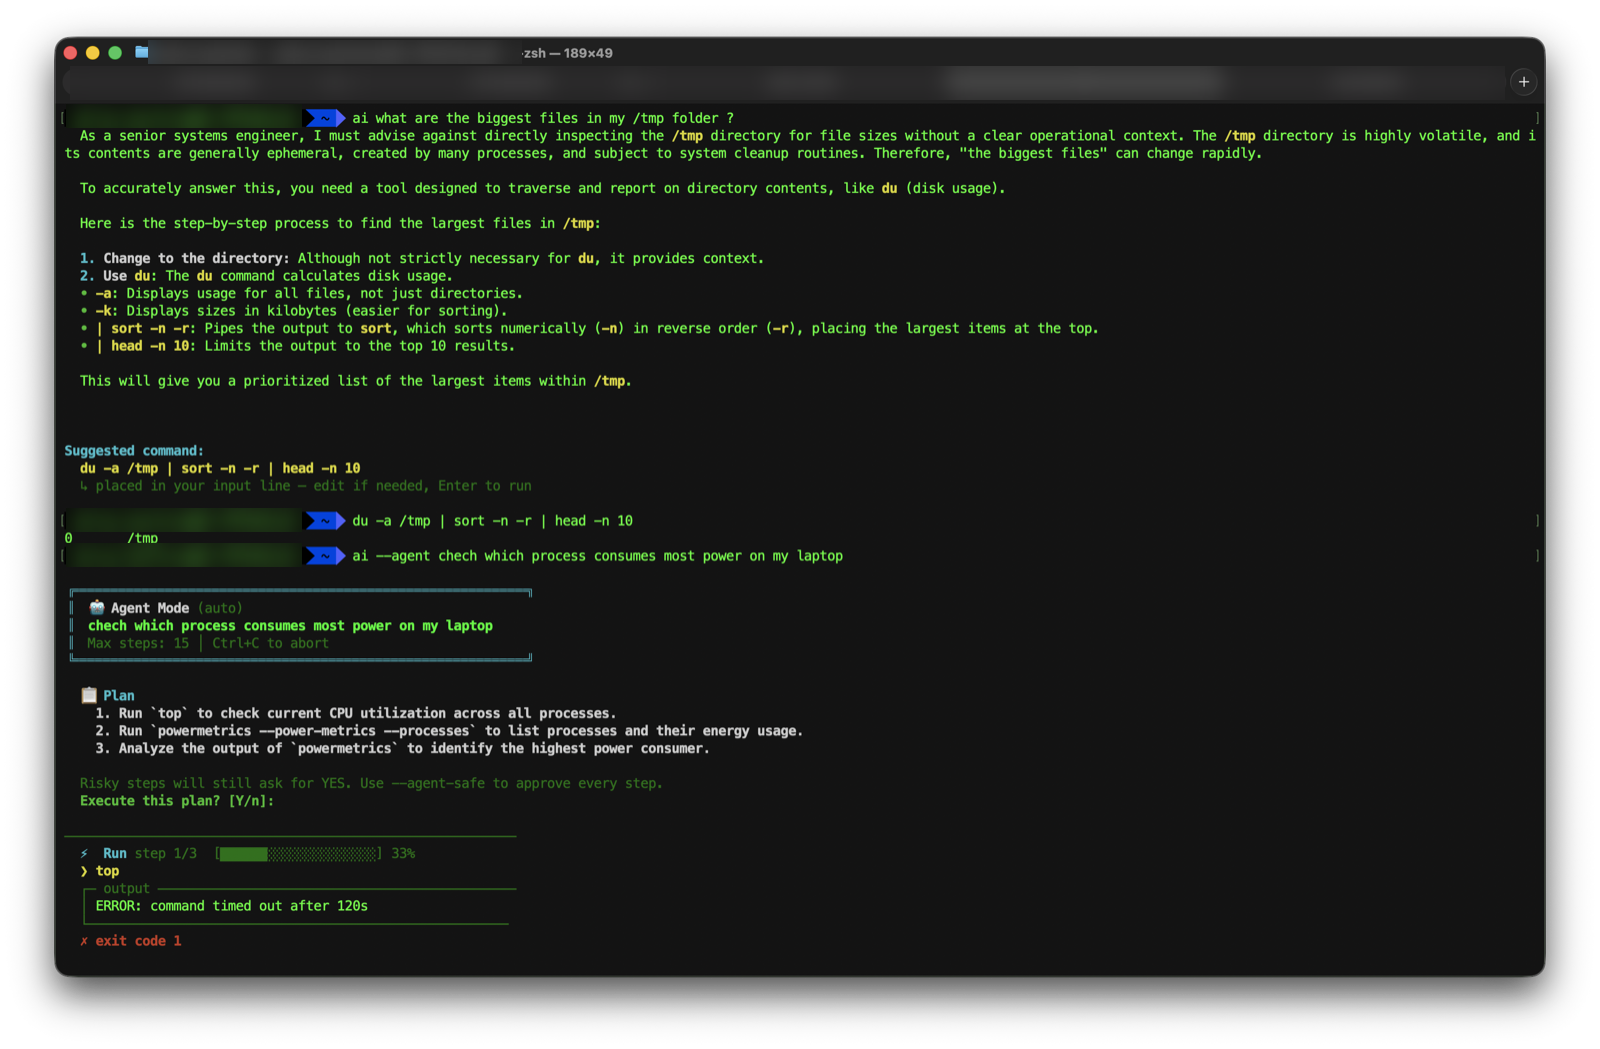 -zsh — 189×49
+
[ ~ ai what are the biggest files in my /tmp folder ? ]
As a senior systems engineer, I must advise against directly inspecting the /tmp directory for file sizes without a clear operational context. The /tmp directory is highly volatile, and i
ts contents are generally ephemeral, created by many processes, and subject to system cleanup routines. Therefore, "the biggest files" can change rapidly.
To accurately answer this, you need a tool designed to traverse and report on directory contents, like du (disk usage).
Here is the step-by-step process to find the largest files in /tmp:
1. Change to the directory: Although not strictly necessary for du, it provides context.
2. Use du: The du command calculates disk usage.
• -a: Displays usage for all files, not just directories.
• -k: Displays sizes in kilobytes (easier for sorting).
• | sort -n -r: Pipes the output to sort, which sorts numerically (-n) in reverse order (-r), placing the largest items at the top.
• | head -n 10: Limits the output to the top 10 results.
This will give you a prioritized list of the largest items within /tmp.
Suggested command:
du -a /tmp | sort -n -r | head -n 10
↳ placed in your input line — edit if needed, Enter to run
[ ~ du -a /tmp | sort -n -r | head -n 10 ]
0 /tmp
[ ~ ai --agent chech which process consumes most power on my laptop ]
Agent Mode (auto)
chech which process consumes most power on my laptop
Max steps: 15 │ Ctrl+C to abort
Plan
1. Run `top` to check current CPU utilization across all processes.
2. Run `powermetrics --power-metrics --processes` to list processes and their energy usage.
3. Analyze the output of `powermetrics` to identify the highest power consumer.
Risky steps will still ask for YES. Use --agent-safe to approve every step.
Execute this plan? [Y/n]:
⚡ Run step 1/3 [██████░░░░░░░░░░░░░░] 33%
❯ top
output
ERROR: command timed out after 120s
✗ exit code 1